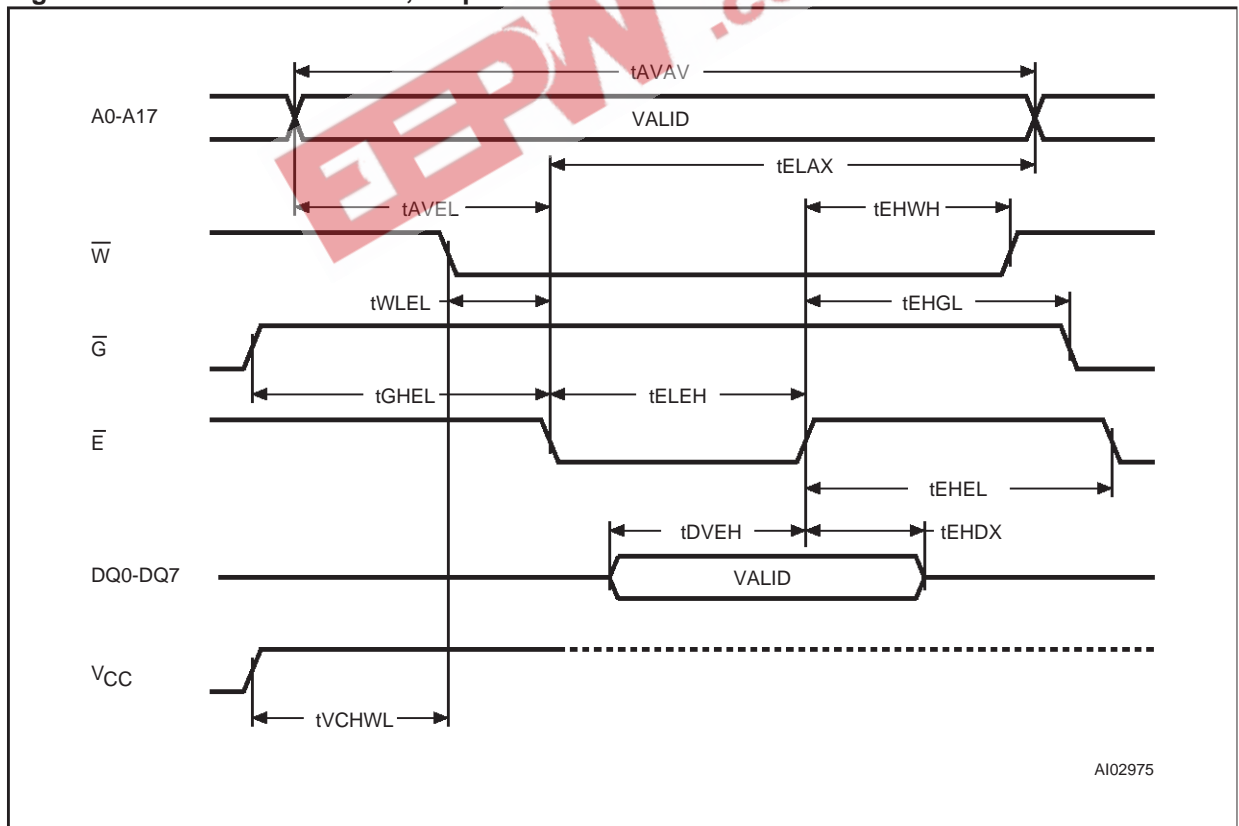 tAVAV
A0-A17 VALID
tELAX
tAVEL tEHWH
W
tWLEL tEHGL
G
tGHEL tELEH
E
tEHEL
tDVEH tEHDX
DQ0-DQ7 VALID
VCC
tVCHWL
AI02975
EEPW